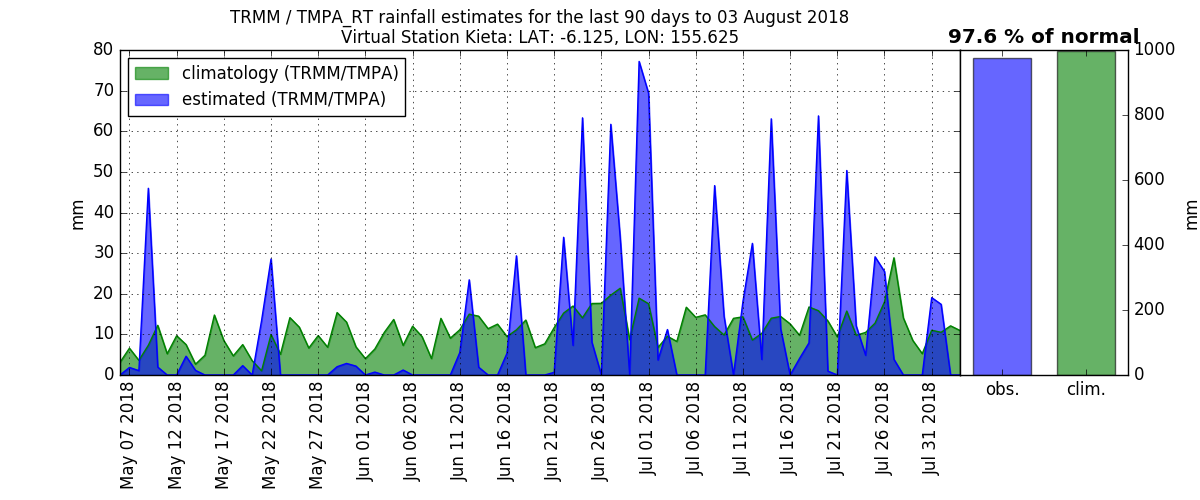 TRMM / TMPA_RT rainfall estimates for the last 90 days to 03 August 2018
Virtual Station Kieta: LAT: -6.125, LON: 155.625
97.6 % of normal
climatology (TRMM/TMPA)
estimated (TRMM/TMPA)
mm
80
70
60
50
40
30
20
10
0
May 07 2018
May 12 2018
May 17 2018
May 22 2018
May 27 2018
Jun 01 2018
Jun 06 2018
Jun 11 2018
Jun 16 2018
Jun 21 2018
Jun 26 2018
Jul 01 2018
Jul 06 2018
Jul 11 2018
Jul 16 2018
Jul 21 2018
Jul 26 2018
Jul 31 2018
obs.
clim.
1000
800
600
400
200
0
mm